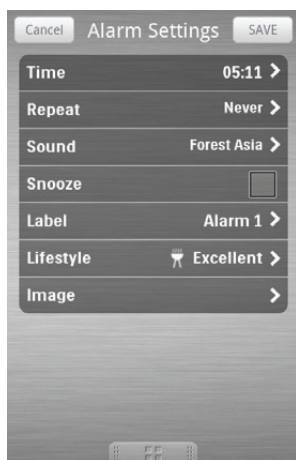 Cancel Alarm Settings SAVE
Time 05:11
Repeat Never
Sound Forest Asia
Snooze
Label Alarm 1
Lifestyle Excellent
Image